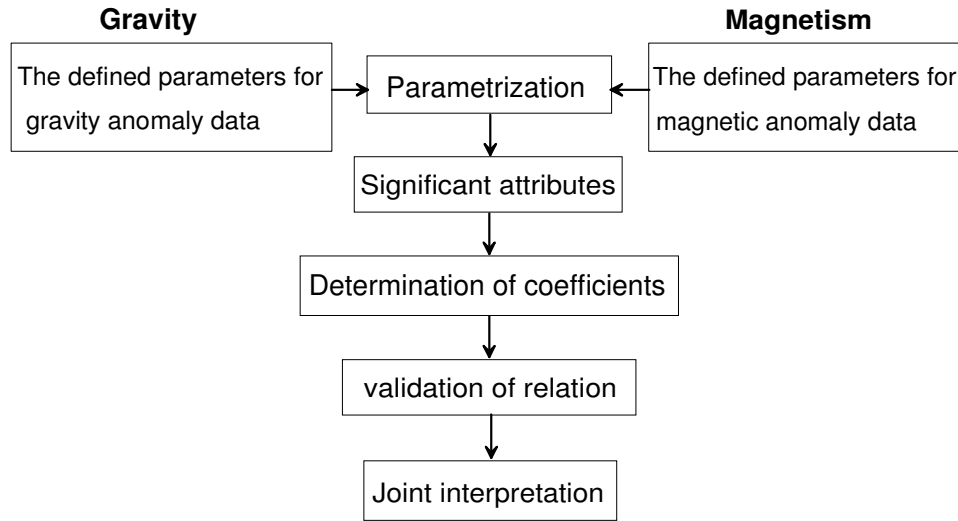 Gravity
Magnetism
The defined parameters for
gravity anomaly data
Parametrization
The defined parameters for
magnetic anomaly data
Significant attributes
Determination of coefficients
validation of relation
Joint interpretation